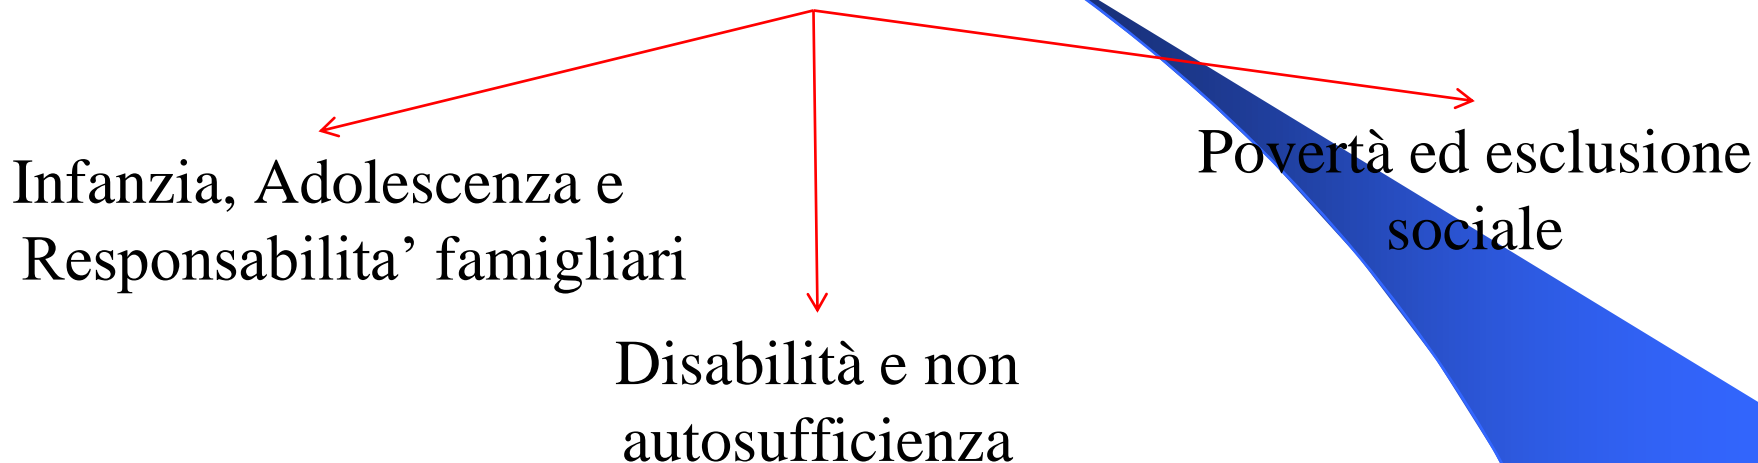 Infanzia, Adolescenza e
Responsabilita’ famigliari
Disabilità e non
autosufficienza
Povertà ed esclusione
sociale